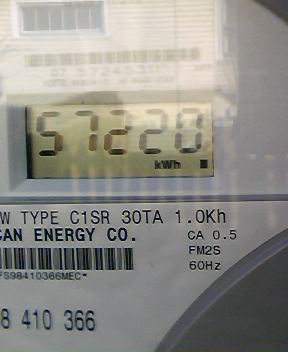 57220
kWh
W TYPE C1SR 30TA 1.0Kh
CAN ENERGY CO.
CA 0.5
FM2S
60Hz
FS98410366MEC*
8 410 366